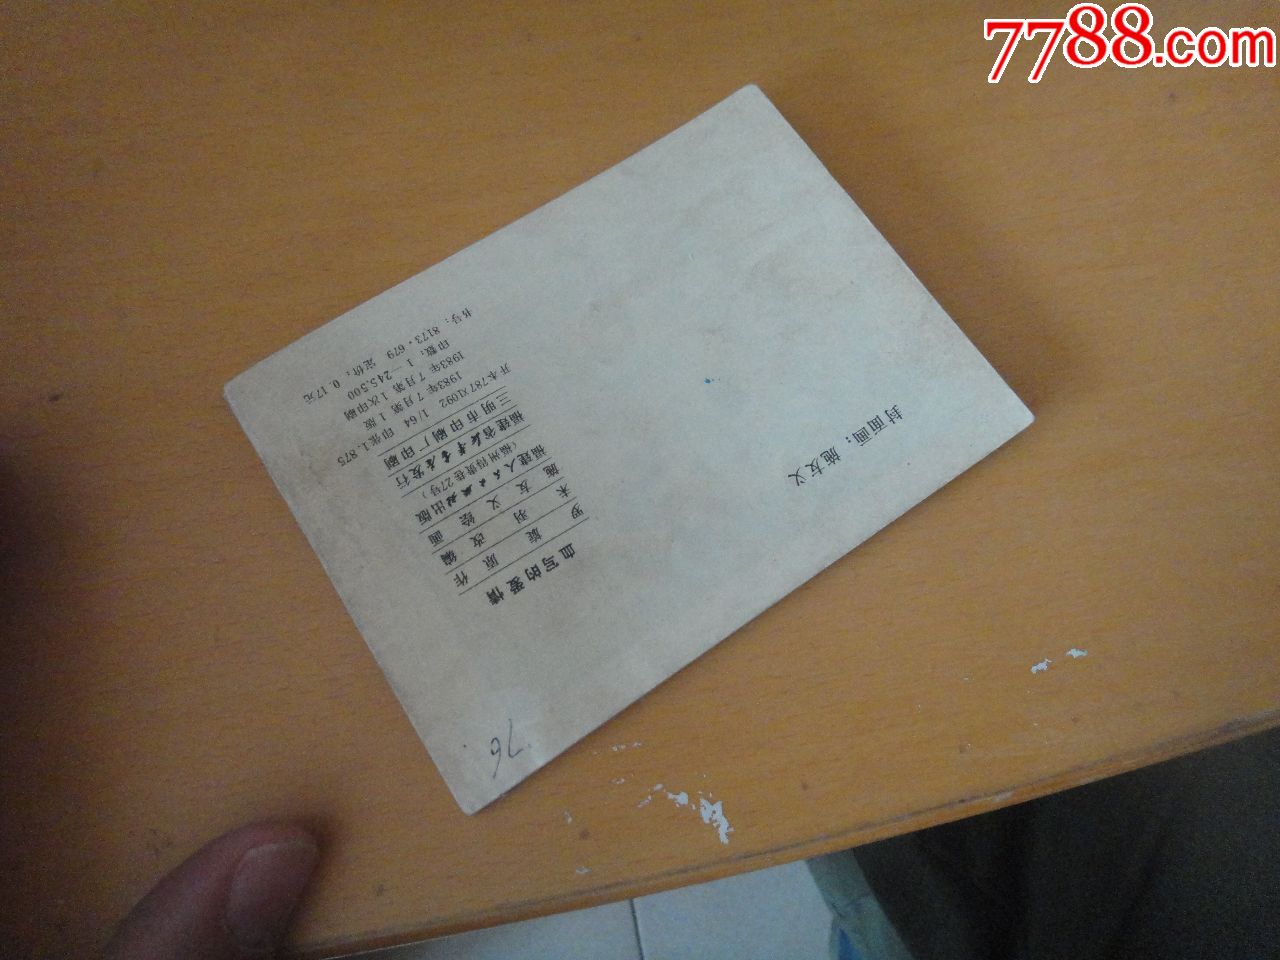 7788.com
血写的爱情
罗旋原作
末羽改编
施友义绘画
福建人民出版社出版
(福州得贵巷27号)
福建省新华书店发行
三明市印刷厂印刷
开本787×1092 1/64 印张1.875
1983年7月第1版
1983年7月第1次印刷
印数:1—245,500
书号:8173·679 定价:0.17元
封面画:施友义
76